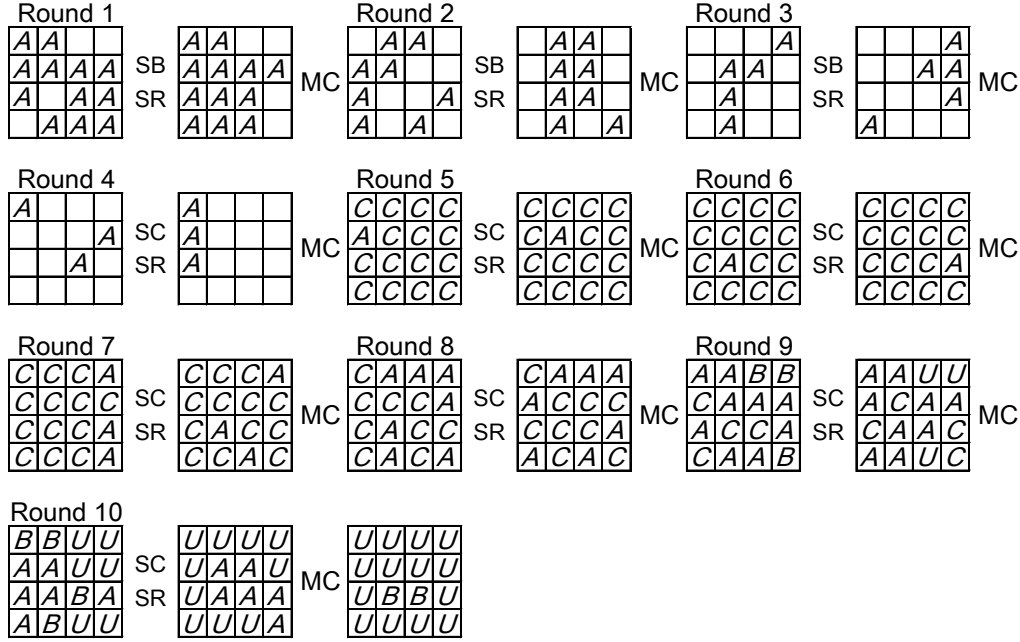 Round 1 Round 2 Round 3
A A A A A A A A A A
A A A A SB A A A A MC A A SB A A MC A A SB A A MC
A A A SR A A A A A SR A A A SR A
A A A A A A A A A A A A
Round 4 Round 5 Round 6
A A C C C C C C C C C C B B C C C C
A SC A MC A C C C SC C A C C MC C C C C SC C C C C MC
A SR A C C C C SR C C C C C A C C SR C C C A
C C C C C C C C C C C C C C C C
Round 7 Round 8 Round 9
C C C A C C C A C A A A C A A A A A B B A A U U
C C C C SC C C C C MC C C C A SC A C C C MC C A A A SC A C A A MC
C C C A SR C A C C C A C C SR C C C A A C C A SR C A A C
C C C A C C A C C A C A A C A C C A A B A A U C
Round 10
B B U U U U U U U U U U
A A U U SC U A A U MC U U U U
A A B A SR U A A A U B B U
A B U U U U U A U U U U